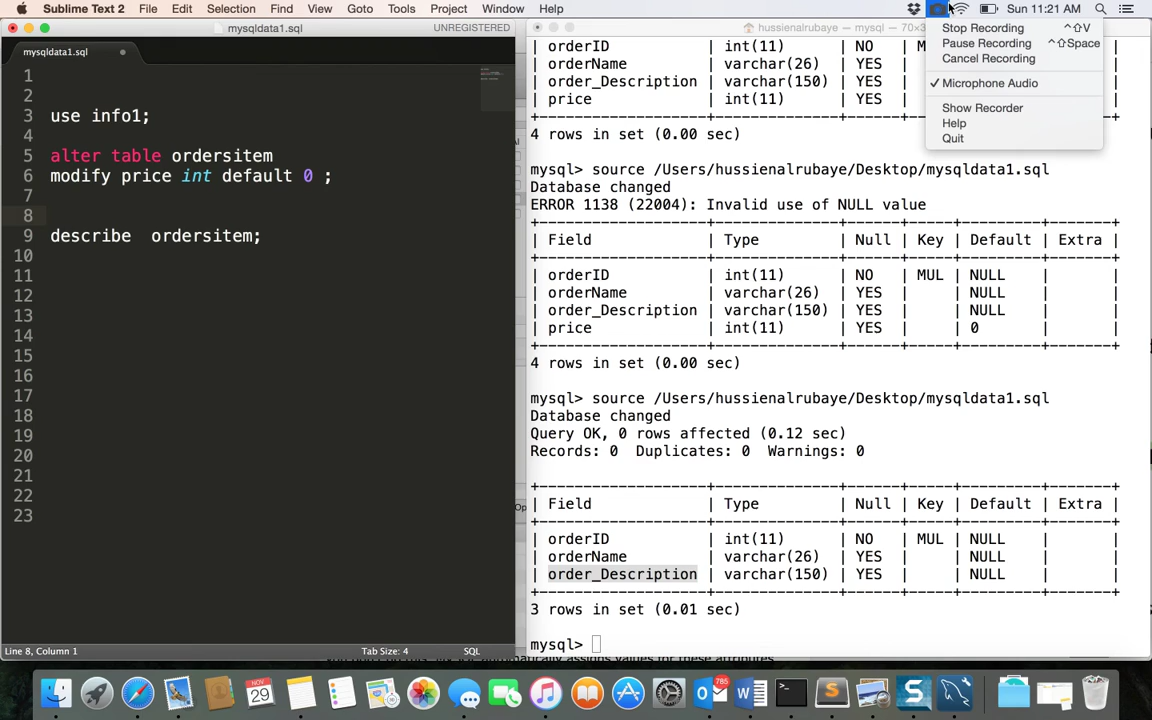 Sublime Text 2 File Edit Selection Find View Goto Tools Project Window Help Sun 11:21 AM
mysqldata1.sql UNREGISTERED
mysqldata1.sql
1
2
3 use info1;
4
5 alter table ordersitem
6 modify price int default 0 ;
7
8
9 describe ordersitem;
10
11
12
13
14
15
16
17
18
19
20
21
22
23
Line 8, Column 1 Tab Size: 4 SQL
hussienalrubaye — mysql — 70×3
| orderID | int(11) | NO | M
| orderName | varchar(26) | YES |
| order_Description | varchar(150) | YES |
| price | int(11) | YES |
4 rows in set (0.00 sec)
mysql> source /Users/hussienalrubaye/Desktop/mysqldata1.sql
Database changed
ERROR 1138 (22004): Invalid use of NULL value
+-------------------+--------------+------+-----+---------+-------+
| Field | Type | Null | Key | Default | Extra |
+-------------------+--------------+------+-----+---------+-------+
| orderID | int(11) | NO | MUL | NULL | |
| orderName | varchar(26) | YES | | NULL | |
| order_Description | varchar(150) | YES | | NULL | |
| price | int(11) | YES | | 0 | |
+-------------------+--------------+------+-----+---------+-------+
4 rows in set (0.00 sec)
mysql> source /Users/hussienalrubaye/Desktop/mysqldata1.sql
Database changed
Query OK, 0 rows affected (0.12 sec)
Records: 0 Duplicates: 0 Warnings: 0
+-------------------+--------------+------+-----+---------+-------+
| Field | Type | Null | Key | Default | Extra |
+-------------------+--------------+------+-----+---------+-------+
| orderID | int(11) | NO | MUL | NULL | |
| orderName | varchar(26) | YES | | NULL | |
| order_Description | varchar(150) | YES | | NULL | |
+-------------------+--------------+------+-----+---------+-------+
3 rows in set (0.01 sec)
mysql>
Stop Recording ^⇧V
Pause Recording ^⇧Space
Cancel Recording
✓ Microphone Audio
Show Recorder
Help
Quit
NOV
29
785